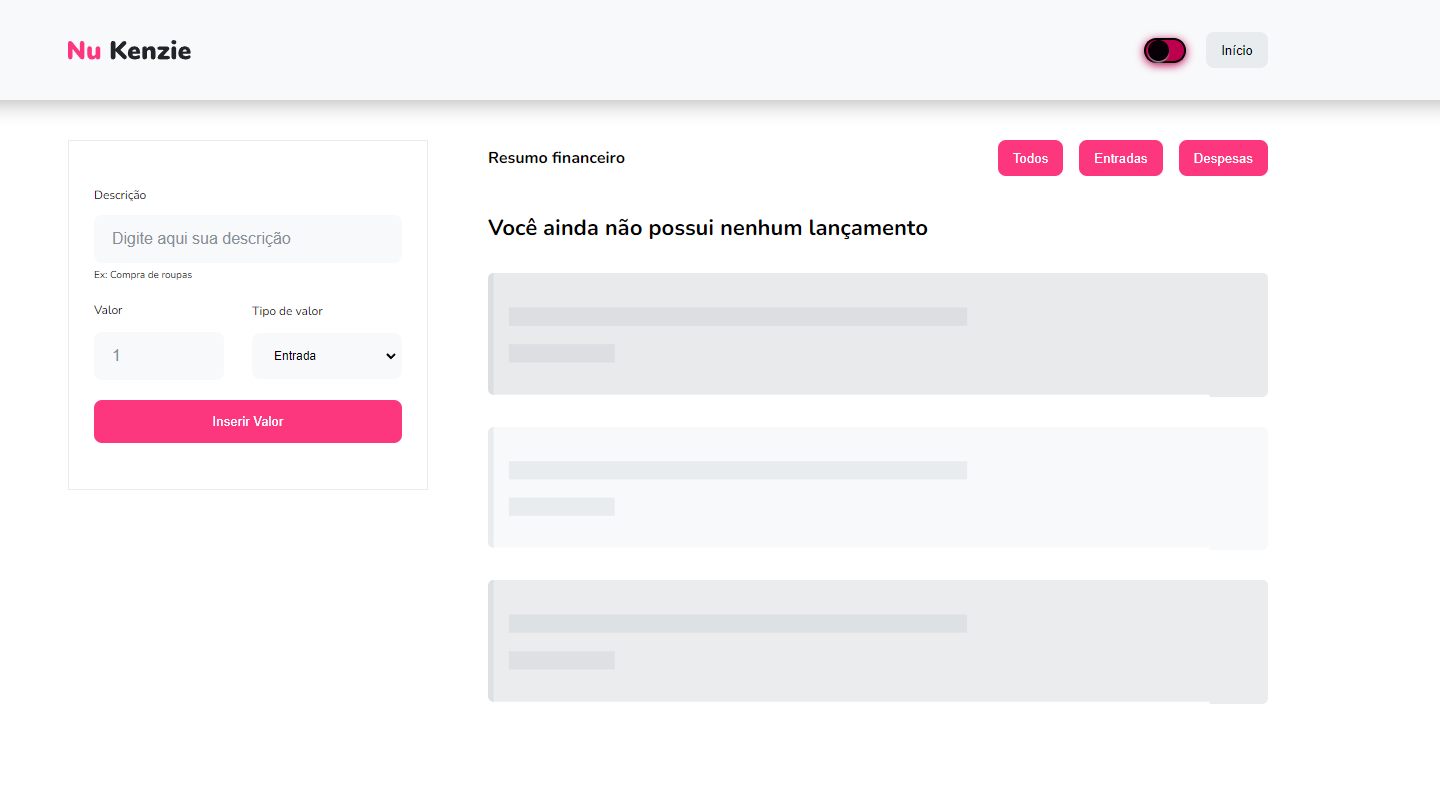 Nu Kenzie
Início
Descrição
Digite aqui sua descrição
Ex: Compra de roupas
Valor
Tipo de valor
1
Entrada
Inserir Valor
Resumo financeiro
Todos
Entradas
Despesas
Você ainda não possui nenhum lançamento